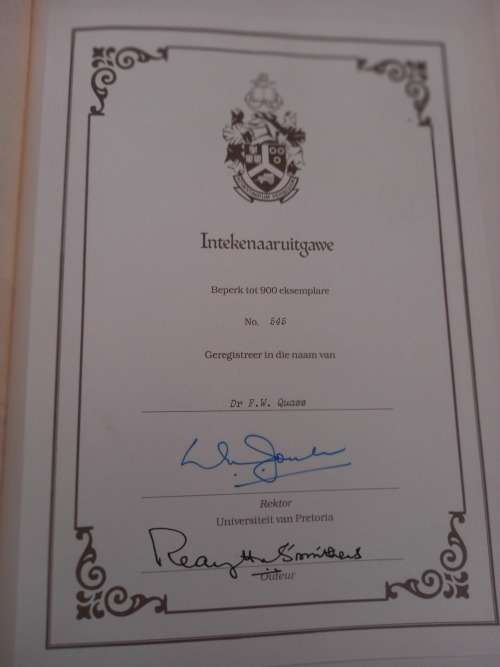 Intekenaaruitgawe
Beperk tot 900 eksemplare
No. 545
Geregistreer in die naam van
Dr F.W. Quass
Rektor
Universiteit van Pretoria
Outeur